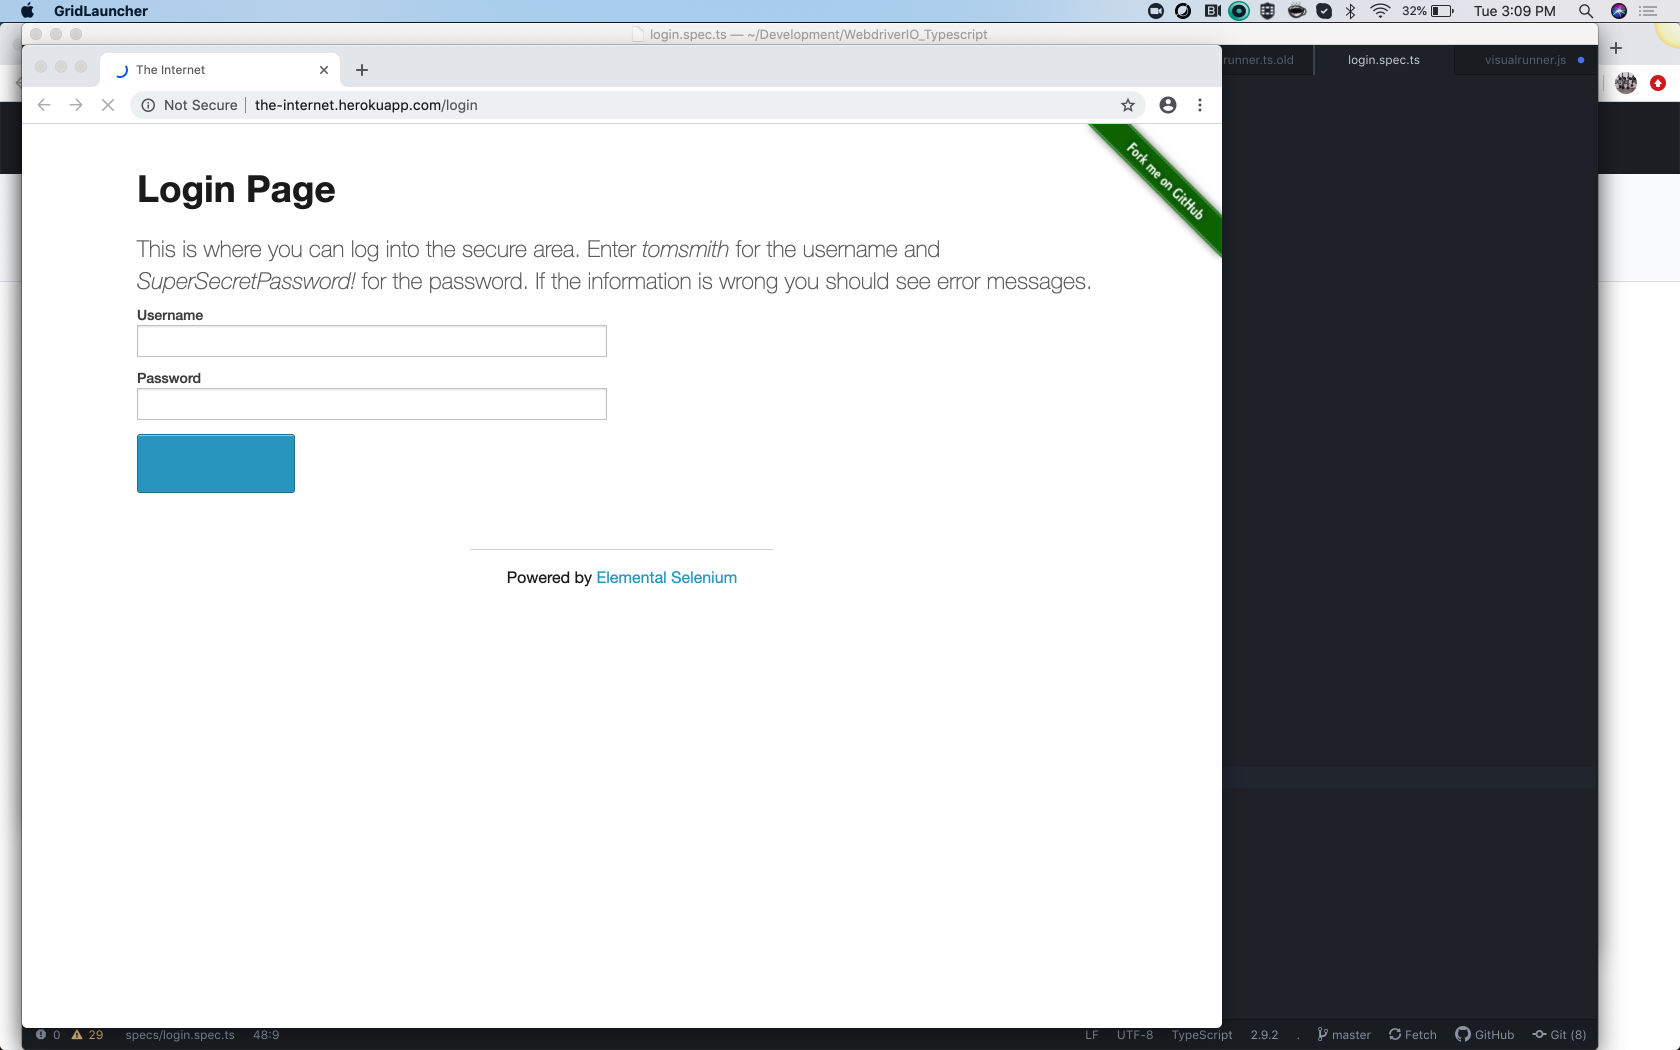 GridLauncher
32%
Tue 3:09 PM
login.spec.ts — ~/Development/WebdriverIO_Typescript
The Internet
runner.ts.old
login.spec.ts
visualrunner.js
Not Secure
the-internet.herokuapp.com/login
Fork me on GitHub
Login Page
This is where you can log into the secure area. Enter tomsmith for the username and
SuperSecretPassword! for the password. If the information is wrong you should see error messages.
Username
Password
Powered by Elemental Selenium
0 29 specs/login.spec.ts 48:9
LF UTF-8 TypeScript 2.9.2 . master Fetch GitHub Git (8)